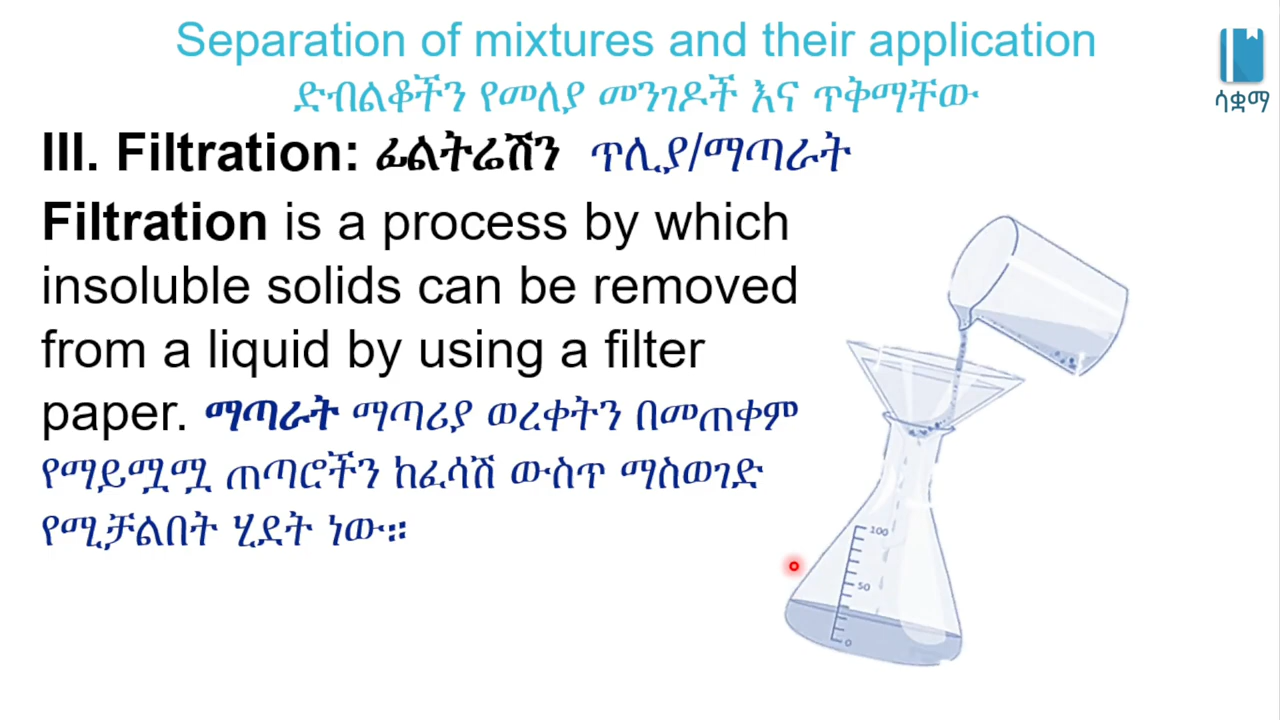 Separation of mixtures and their application
ድብልቆችን የመለያ መንገዶች እና ጥቅማቸው
ሳቋማ
III. Filtration: ፊልትሬሽን ጥሊያ/ማጣራት
Filtration is a process by which
insoluble solids can be removed
from a liquid by using a filter
paper. ማጣራት ማጣሪያ ወረቀትን በመጠቀም
የማይሟሟ ጠጣሮችን ከፈሳሽ ውስጥ ማስወገድ
የሚቻልበት ሂደት ነው።
100
50
0